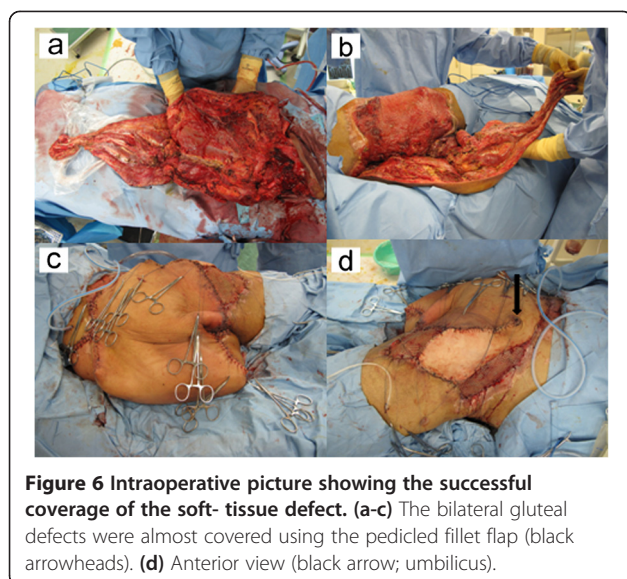 a
b
c
d
Figure 6 Intraoperative picture showing the successful
coverage of the soft- tissue defect. (a-c) The bilateral gluteal
defects were almost covered using the pedicled fillet flap (black
arrowheads). (d) Anterior view (black arrow; umbilicus).